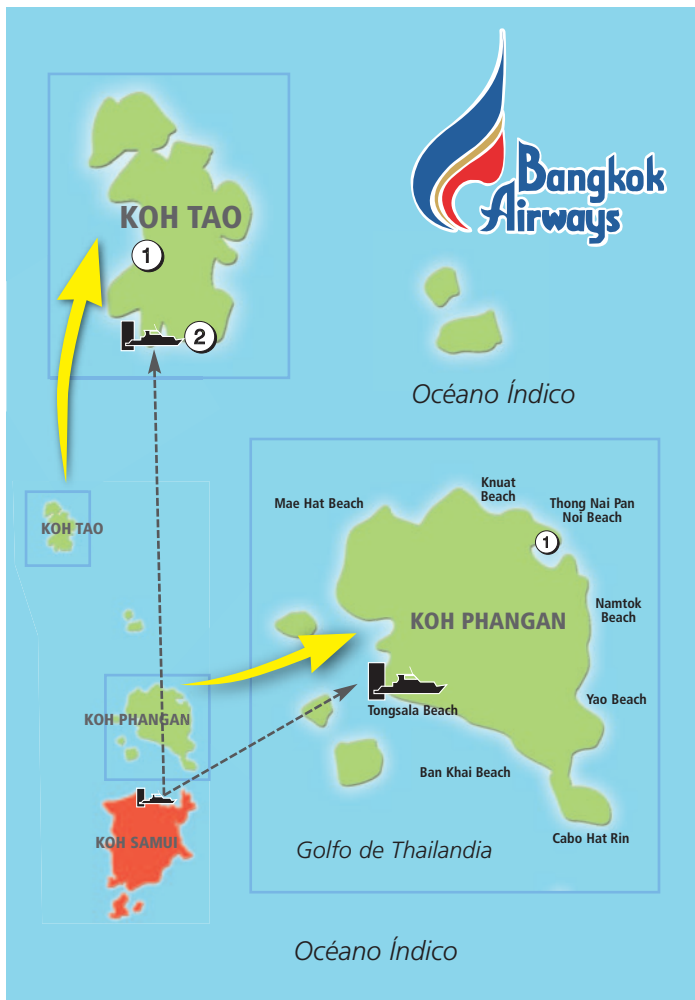 Bangkok
Airways
KOH TAO
1
2
Océano Índico
KOH TAO
KOH PHANGAN
KOH SAMUI
Mae Hat Beach
Knuat
Beach
Thong Nai Pan
Noi Beach
1
KOH PHANGAN
Namtok
Beach
Yao Beach
Tongsala Beach
Ban Khai Beach
Cabo Hat Rin
Golfo de Thailandia
Océano Índico